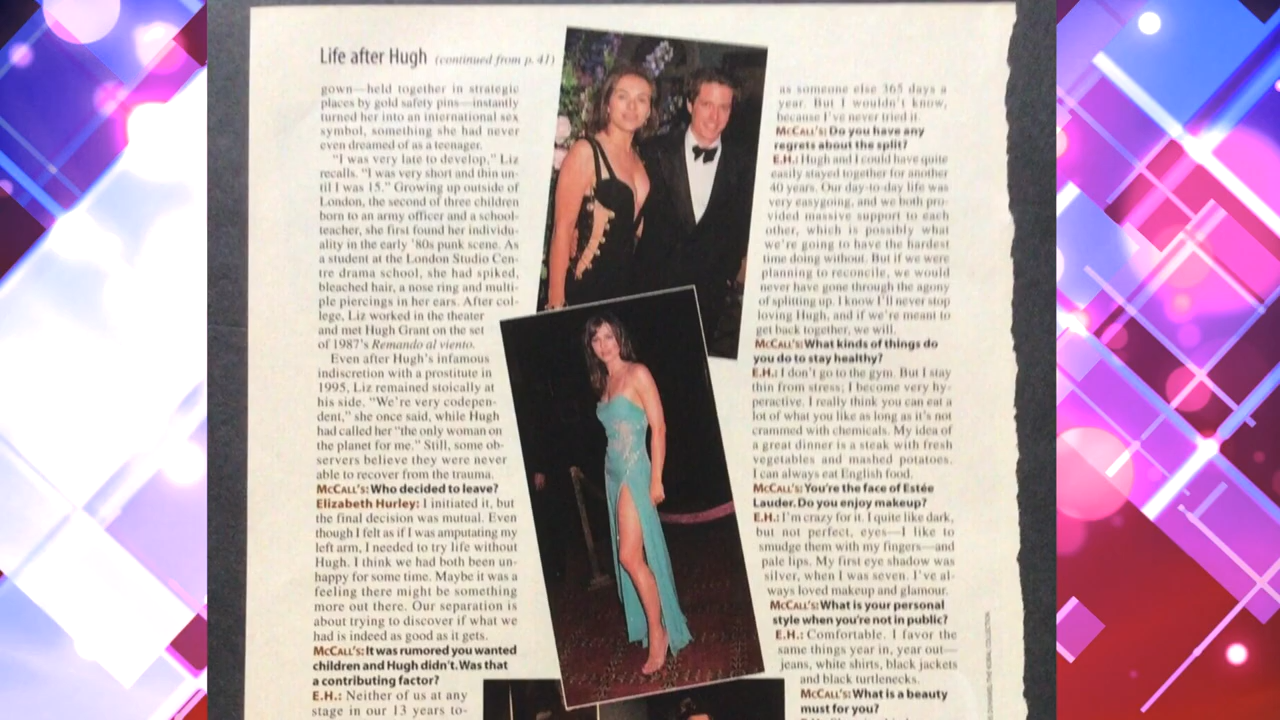 Life after Hugh (continued from p. 41)
gown—held together in strategic
places by gold safety pins—instantly
turned her into an international sex
symbol, something she had never
even dreamed of as a teenager.
"I was very late to develop," Liz
recalls. "I was very short and thin un-
til I was 15." Growing up outside of
London, the second of three children
born to an army officer and a school-
teacher, she first found her individu-
ality in the early '80s punk scene. As
a student at the London Studio Cen-
tre drama school, she had spiked,
bleached hair, a nose ring and multi-
ple piercings in her ears. After col-
lege, Liz worked in the theater
and met Hugh Grant on the set
of 1987's Remando al viento.
Even after Hugh's infamous
indiscretion with a prostitute in
1995, Liz remained stoically at
his side. "We're very codepen-
dent," she once said, while Hugh
had called her "the only woman on
the planet for me." Still, some ob-
servers believe they were never
able to recover from the trauma.
McCALL'S: Who decided to leave?
Elizabeth Hurley: I initiated it, but
the final decision was mutual. Even
though I felt as if I was amputating my
left arm, I needed to try life without
Hugh. I think we had both been un-
happy for some time. Maybe it was a
feeling there might be something
more out there. Our separation is
about trying to discover if what we
had is indeed as good as it gets.
McCALL'S: It was rumored you wanted
children and Hugh didn't. Was that
a contributing factor?
E.H.: Neither of us at any
stage in our 13 years to-
as someone else 365 days a
year. But I wouldn't know,
because I've never tried it.
McCALL'S: Do you have any
regrets about the split?
E.H.: Hugh and I could have quite
easily stayed together for another
40 years. Our day-to-day life was
very easygoing, and we both pro-
vided massive support to each
other, which is possibly what
we're going to have the hardest
time doing without. But if we were
planning to reconcile, we would
never have gone through the agony
of splitting up. I know I'll never stop
loving Hugh, and if we're meant to
get back together, we will.
McCALL'S: What kinds of things do
you do to stay healthy?
E.H.: I don't go to the gym. But I stay
thin from stress; I become very hy-
peractive. I really think you can eat a
lot of what you like as long as it's not
crammed with chemicals. My idea of
a great dinner is a steak with fresh
vegetables and mashed potatoes.
I can always eat English food.
McCALL'S: You're the face of Estée
Lauder. Do you enjoy makeup?
E.H.: I'm crazy for it. I quite like dark,
but not perfect, eyes—I like to
smudge them with my fingers—and
pale lips. My first eye shadow was
silver, when I was seven. I've al-
ways loved makeup and glamour.
McCALL'S: What is your personal
style when you're not in public?
E.H.: Comfortable. I favor the
same things year in, year out—
jeans, white shirts, black jackets
and black turtlenecks.
McCALL'S: What is a beauty
must for you?